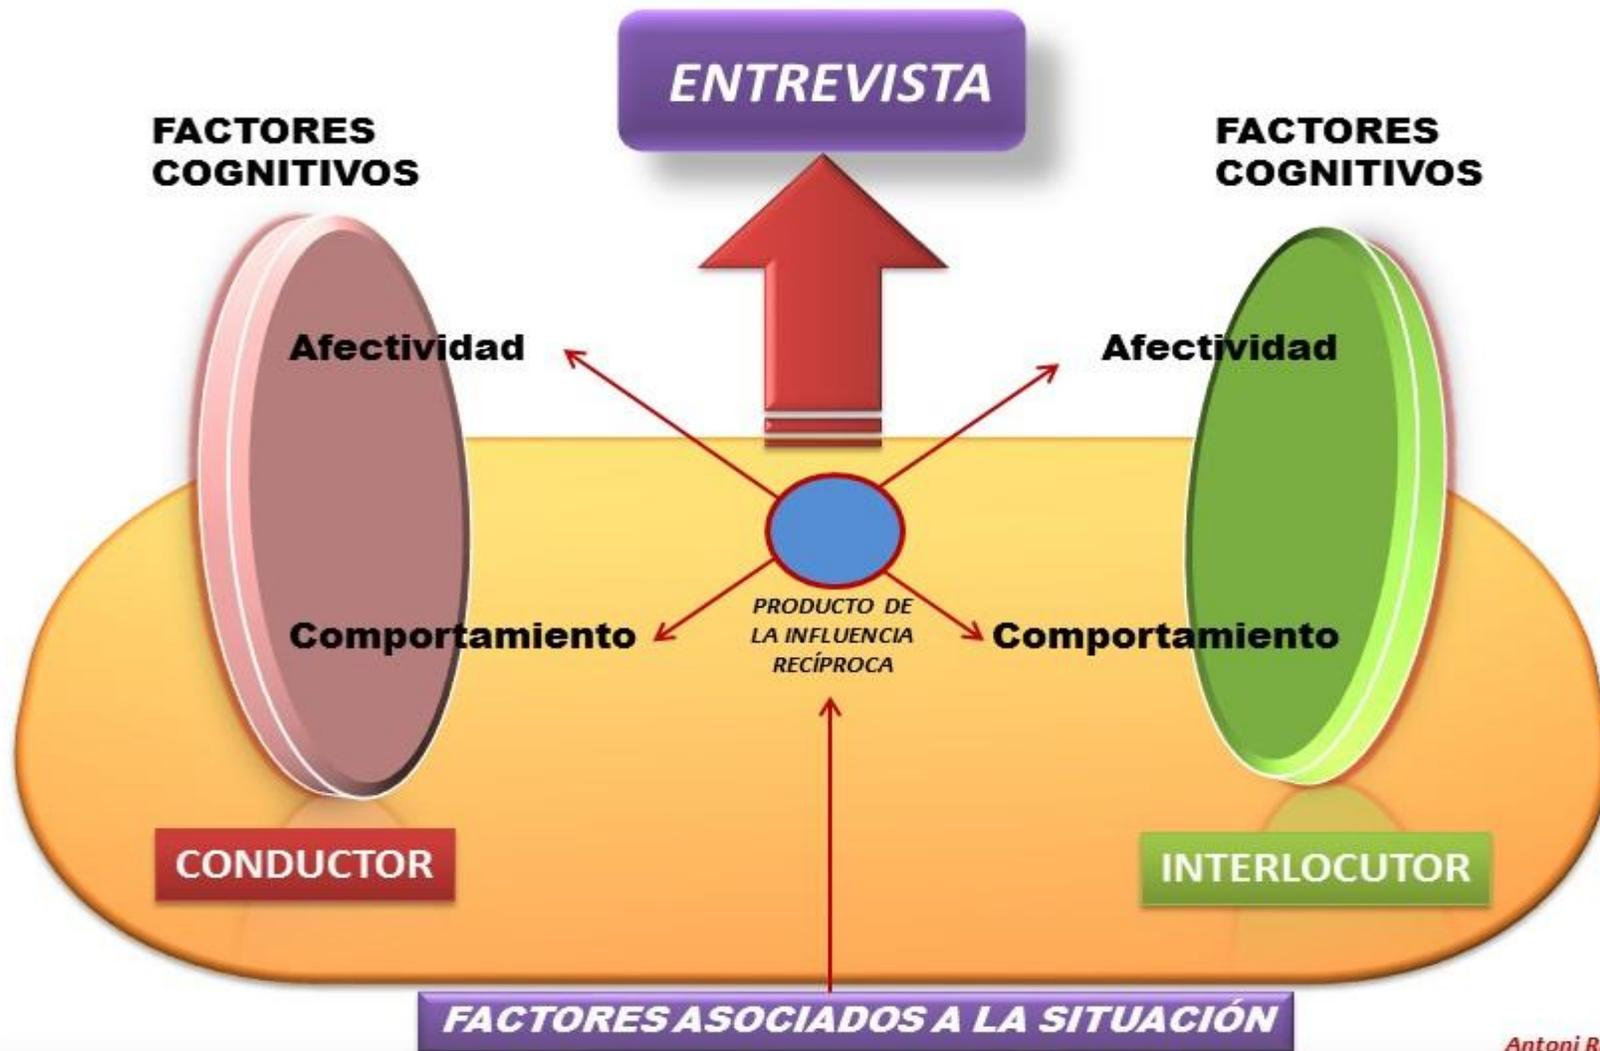 ENTREVISTA
FACTORES
COGNITIVOS
FACTORES
COGNITIVOS
Afectividad
Afectividad
Comportamiento
PRODUCTO DE
LA INFLUENCIA
RECÍPROCA
Comportamiento
CONDUCTOR
INTERLOCUTOR
FACTORES ASOCIADOS A LA SITUACIÓN
Antoni